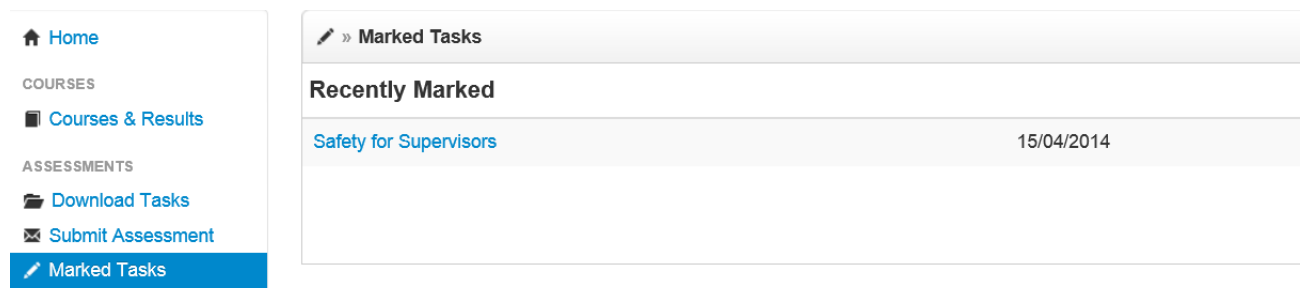 Home
COURSES
Courses & Results
ASSESSMENTS
Download Tasks
Submit Assessment
Marked Tasks
» Marked Tasks
Recently Marked
Safety for Supervisors 15/04/2014